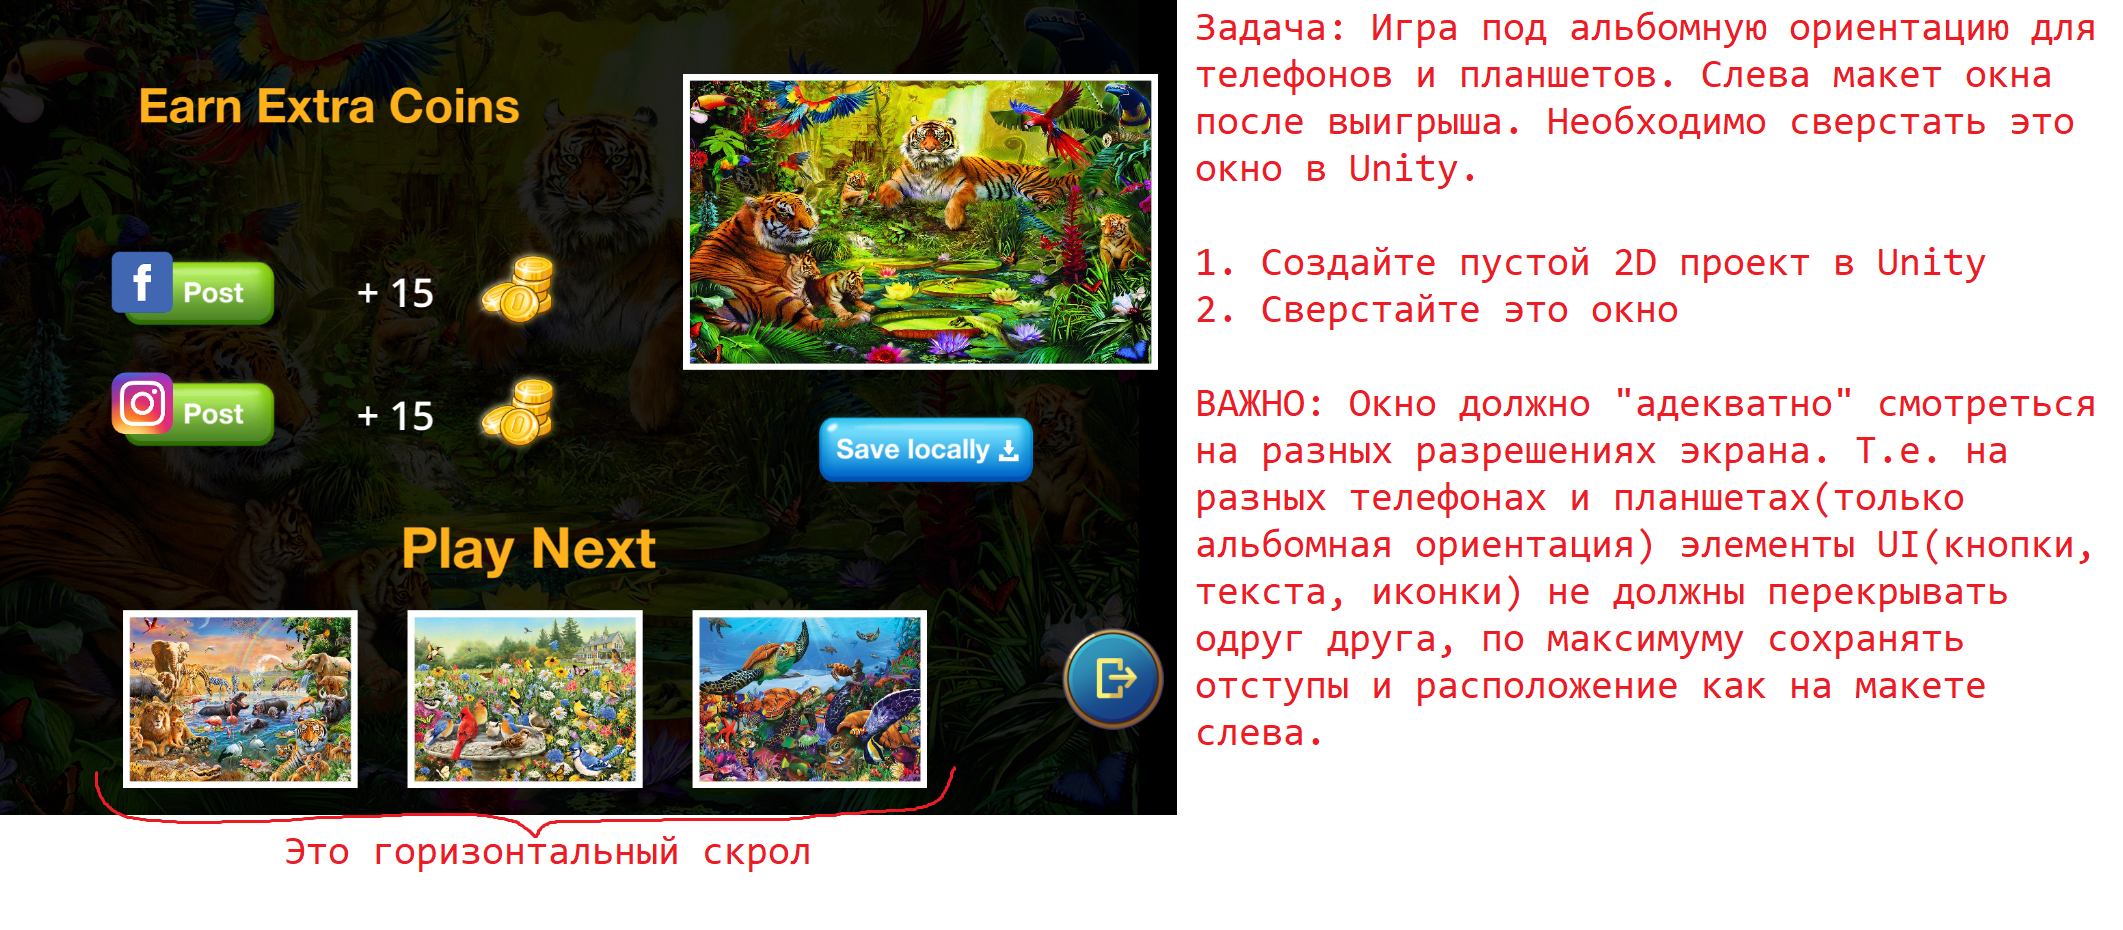 Earn Extra Coins
f Post + 15
Post + 15
Save locally
Play Next
Это горизонтальный скрол
Задача: Игра под альбомную ориентацию для
телефонов и планшетов. Слева макет окна
после выигрыша. Необходимо сверстать это
окно в Unity.
1. Создайте пустой 2D проект в Unity
2. Сверстайте это окно
ВАЖНО: Окно должно "адекватно" смотреться
на разных разрешениях экрана. Т.е. на
разных телефонах и планшетах(только
альбомная ориентация) элементы UI(кнопки,
текста, иконки) не должны перекрывать
одруг друга, по максимуму сохранять
отступы и расположение как на макете
слева.